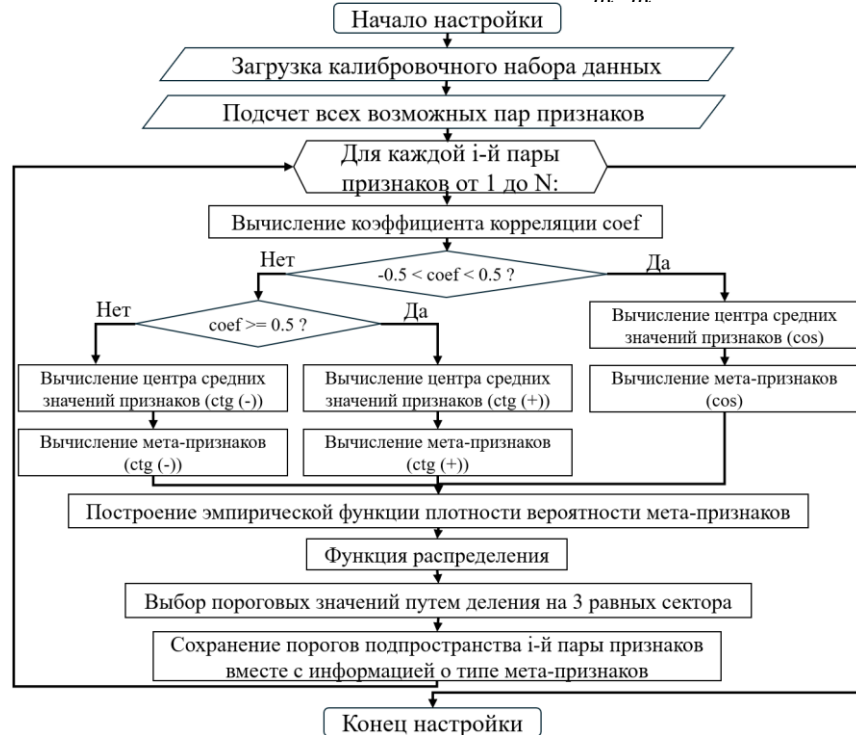 Начало настройки
Загрузка калибровочного набора данных
Подсчет всех возможных пар признаков
Для каждой i-й пары
признаков от 1 до N:
Вычисление коэффициента корреляции coef
-0.5 < coef < 0.5 ?
Нет
Да
coef >= 0.5 ?
Нет
Да
Вычисление центра средних
значений признаков (cos)
Вычисление центра средних
значений признаков (ctg (-))
Вычисление центра средних
значений признаков (ctg (+))
Вычисление мета-признаков
(cos)
Вычисление мета-признаков
(ctg (-))
Вычисление мета-признаков
(ctg (+))
Построение эмпирической функции плотности вероятности мета-признаков
Функция распределения
Выбор пороговых значений путем деления на 3 равных сектора
Сохранение порогов подпространства i-й пары признаков
вместе с информацией о типе мета-признаков
Конец настройки